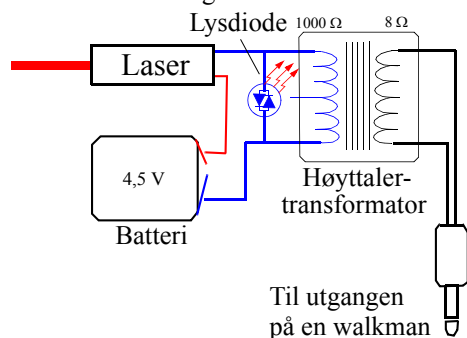 Lysdiode
1000 Ω
8 Ω
Laser
4,5 V
Batteri
Høyttaler-
transformator
Til utgangen
på en walkman